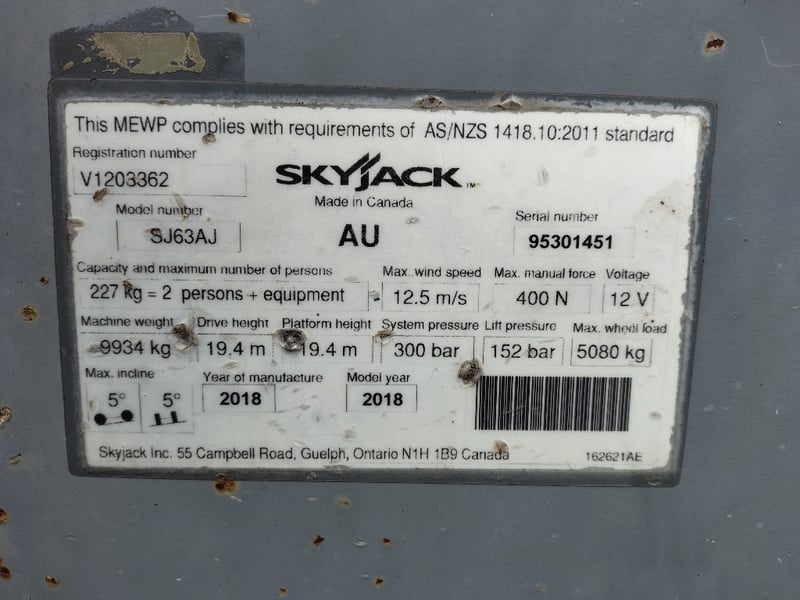 This MEWP complies with requirements of AS/NZS 1418.10:2011 standard
Registration number
V1203362
SKYJACK TM
Made in Canada
Model number
SJ63AJ
AU
Serial number
95301451
Capacity and maximum number of persons
227 kg = 2 persons + equipment
Max. wind speed
12.5 m/s
Max. manual force
400 N
Voltage
12 V
Machine weight
9934 kg
Drive height
19.4 m
Platform height
19.4 m
System pressure
300 bar
Lift pressure
152 bar
Max. wheel load
5080 kg
Max. incline
5° 5°
Year of manufacture
2018
Model year
2018
Skyjack Inc. 55 Campbell Road, Guelph, Ontario N1H 1B9 Canada
162621AE